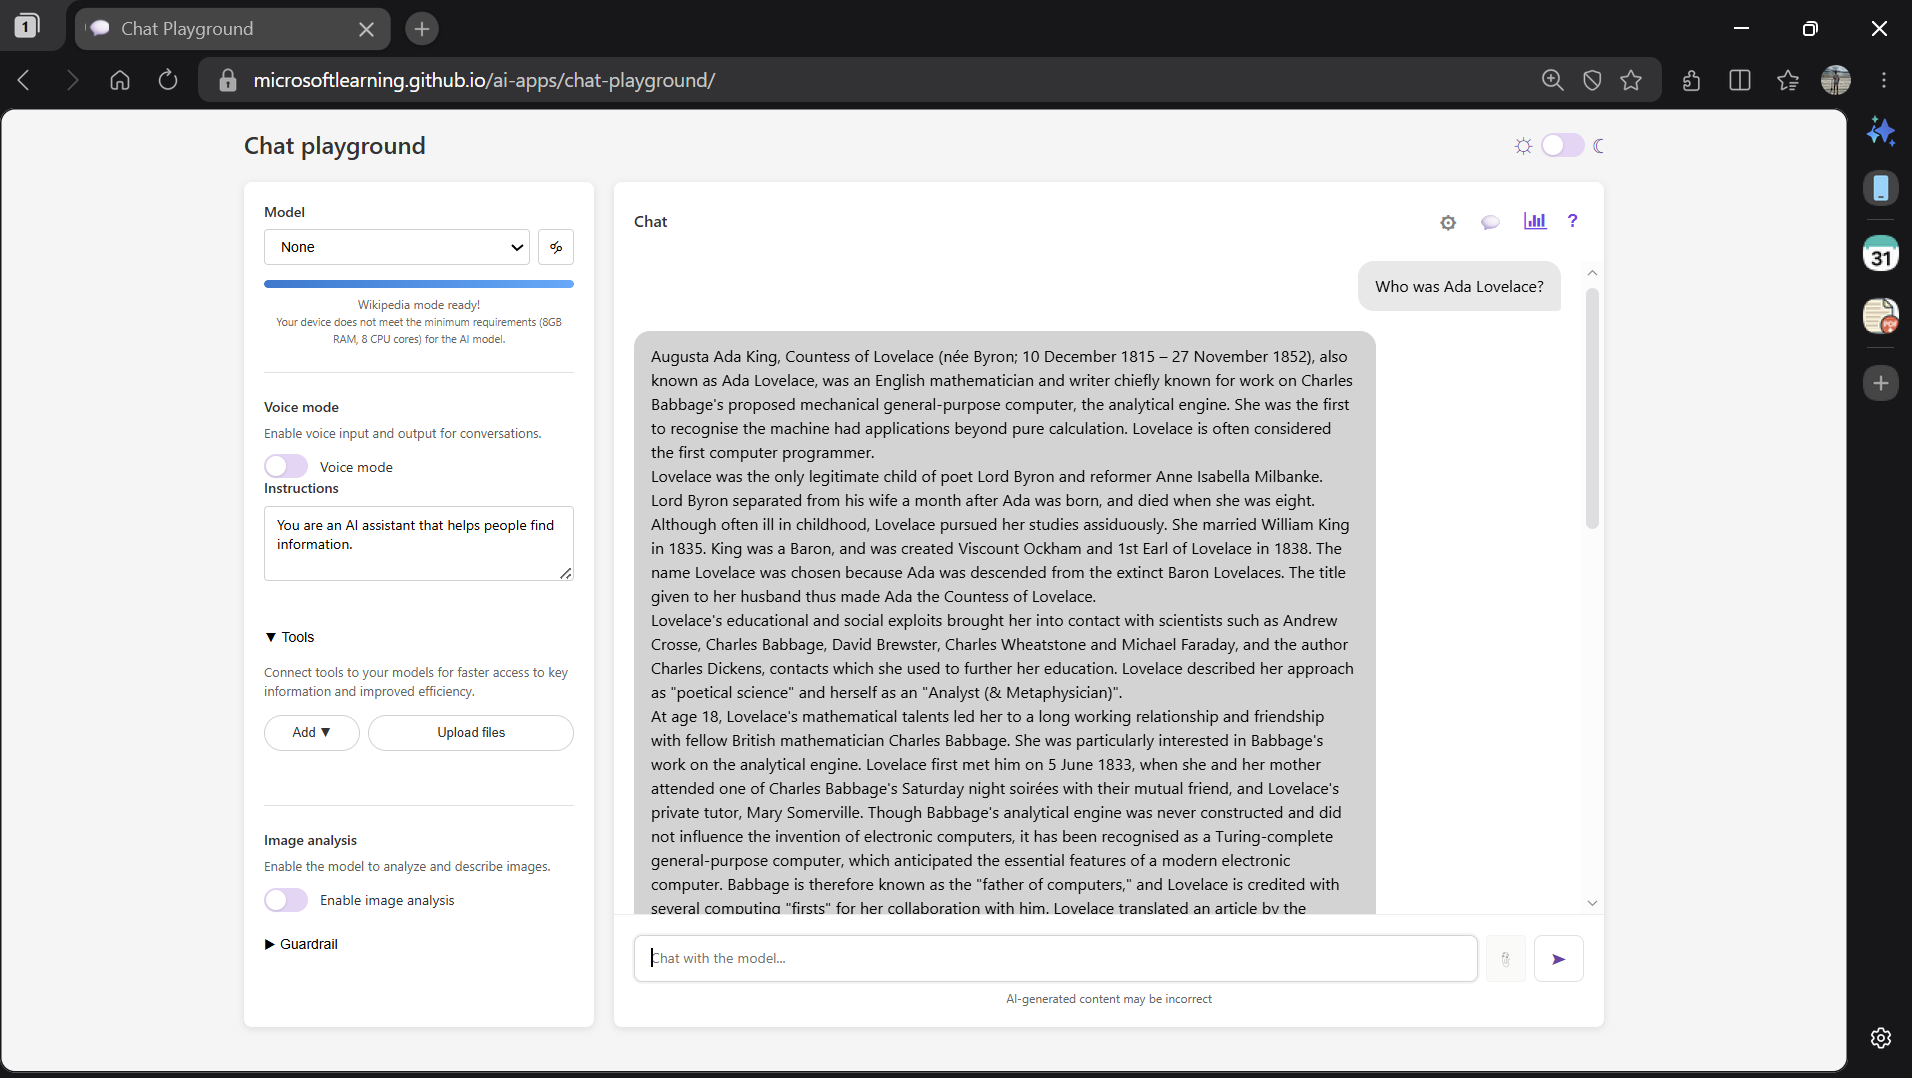 1
Chat Playground
microsoftlearning.github.io/ai-apps/chat-playground/
Chat playground
Model
None
Wikipedia mode ready!
Your device does not meet the minimum requirements (8GB
RAM, 8 CPU cores) for the AI model.
Voice mode
Enable voice input and output for conversations.
Voice mode
Instructions
You are an AI assistant that helps people find
information.
▼ Tools
Connect tools to your models for faster access to key
information and improved efficiency.
Add ▼
Upload files
Image analysis
Enable the model to analyze and describe images.
Enable image analysis
▶ Guardrail
Chat
?
Who was Ada Lovelace?
Augusta Ada King, Countess of Lovelace (née Byron; 10 December 1815 – 27 November 1852), also
known as Ada Lovelace, was an English mathematician and writer chiefly known for work on Charles
Babbage's proposed mechanical general-purpose computer, the analytical engine. She was the first
to recognise the machine had applications beyond pure calculation. Lovelace is often considered
the first computer programmer.
Lovelace was the only legitimate child of poet Lord Byron and reformer Anne Isabella Milbanke.
Lord Byron separated from his wife a month after Ada was born, and died when she was eight.
Although often ill in childhood, Lovelace pursued her studies assiduously. She married William King
in 1835. King was a Baron, and was created Viscount Ockham and 1st Earl of Lovelace in 1838. The
name Lovelace was chosen because Ada was descended from the extinct Baron Lovelaces. The title
given to her husband thus made Ada the Countess of Lovelace.
Lovelace's educational and social exploits brought her into contact with scientists such as Andrew
Crosse, Charles Babbage, David Brewster, Charles Wheatstone and Michael Faraday, and the author
Charles Dickens, contacts which she used to further her education. Lovelace described her approach
as "poetical science" and herself as an "Analyst (& Metaphysician)".
At age 18, Lovelace's mathematical talents led her to a long working relationship and friendship
with fellow British mathematician Charles Babbage. She was particularly interested in Babbage's
work on the analytical engine. Lovelace first met him on 5 June 1833, when she and her mother
attended one of Charles Babbage's Saturday night soirées with their mutual friend, and Lovelace's
private tutor, Mary Somerville. Though Babbage's analytical engine was never constructed and did
not influence the invention of electronic computers, it has been recognised as a Turing-complete
general-purpose computer, which anticipated the essential features of a modern electronic
computer. Babbage is therefore known as the "father of computers," and Lovelace is credited with
several computing "firsts" for her collaboration with him. Lovelace translated an article by the
Chat with the model...
AI-generated content may be incorrect
31